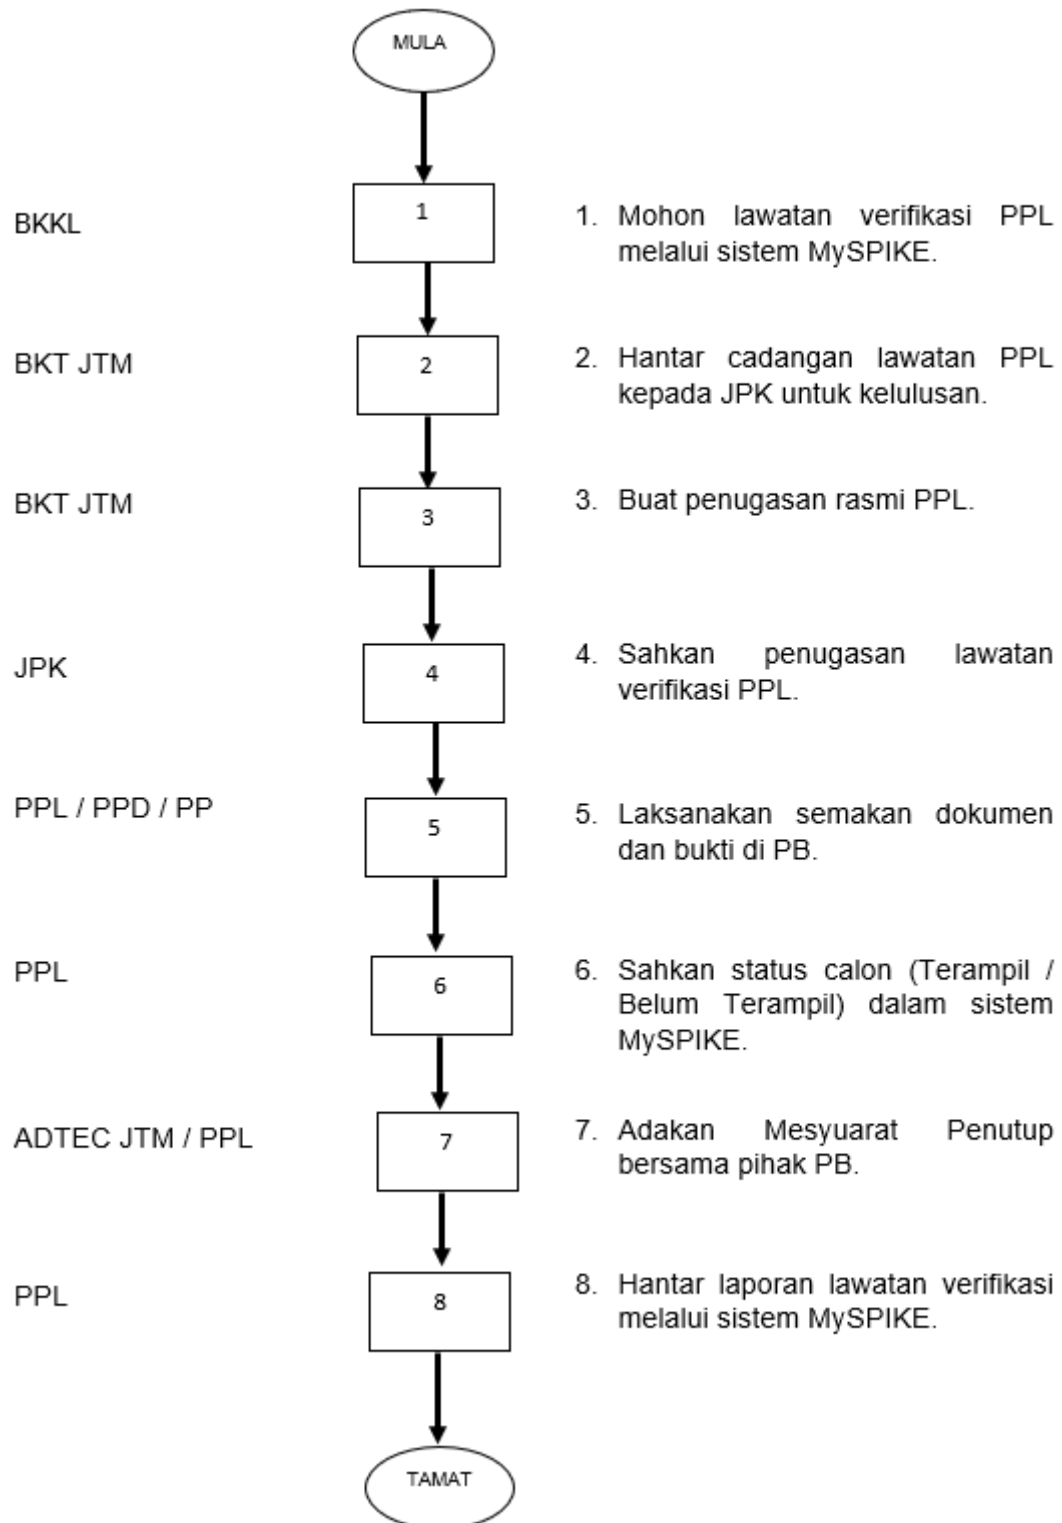 MULA
BKKL
1
1. Mohon lawatan verifikasi PPL
melalui sistem MySPIKE.
BKT JTM
2
2. Hantar cadangan lawatan PPL
kepada JPK untuk kelulusan.
BKT JTM
3
3. Buat penugasan rasmi PPL.
JPK
4
4. Sahkan penugasan lawatan
verifikasi PPL.
PPL / PPD / PP
5
5. Laksanakan semakan dokumen
dan bukti di PB.
PPL
6
6. Sahkan status calon (Terampil /
Belum Terampil) dalam sistem
MySPIKE.
ADTEC JTM / PPL
7
7. Adakan Mesyuarat Penutup
bersama pihak PB.
PPL
8
8. Hantar laporan lawatan verifikasi
melalui sistem MySPIKE.
TAMAT